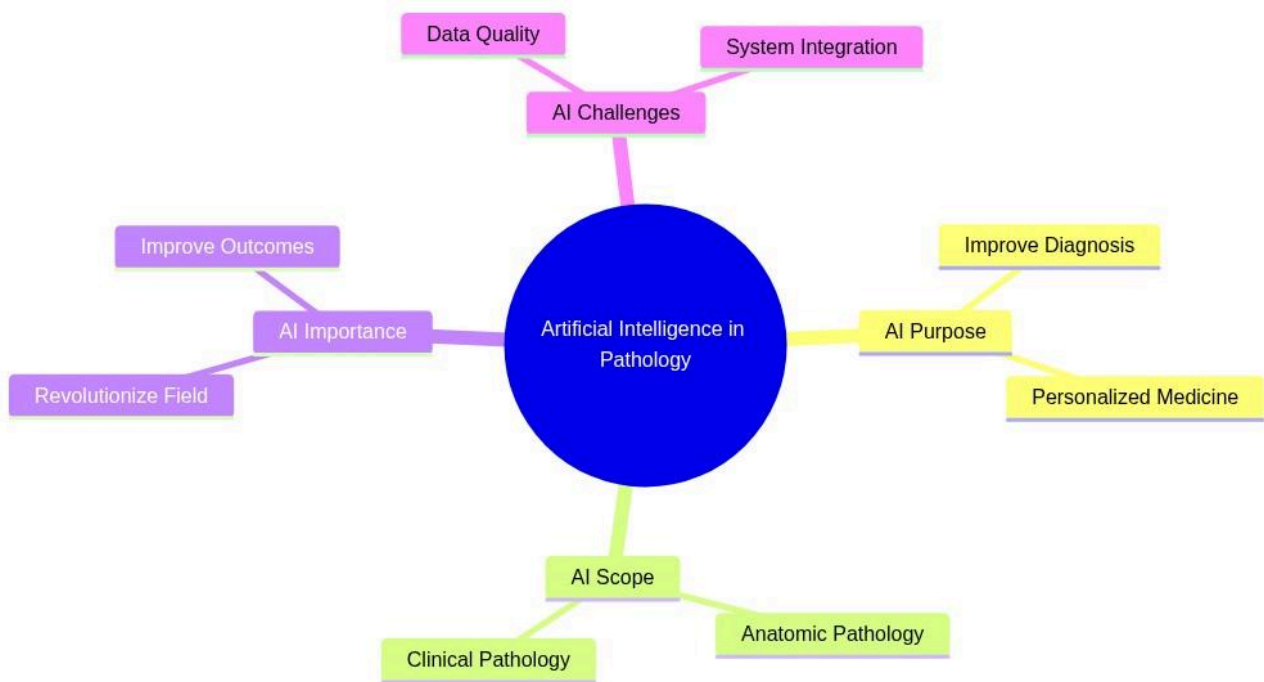 Data Quality
System Integration
AI Challenges
Improve Outcomes
Improve Diagnosis
AI Importance
Artificial Intelligence in
Pathology
AI Purpose
Revolutionize Field
Personalized Medicine
AI Scope
Anatomic Pathology
Clinical Pathology